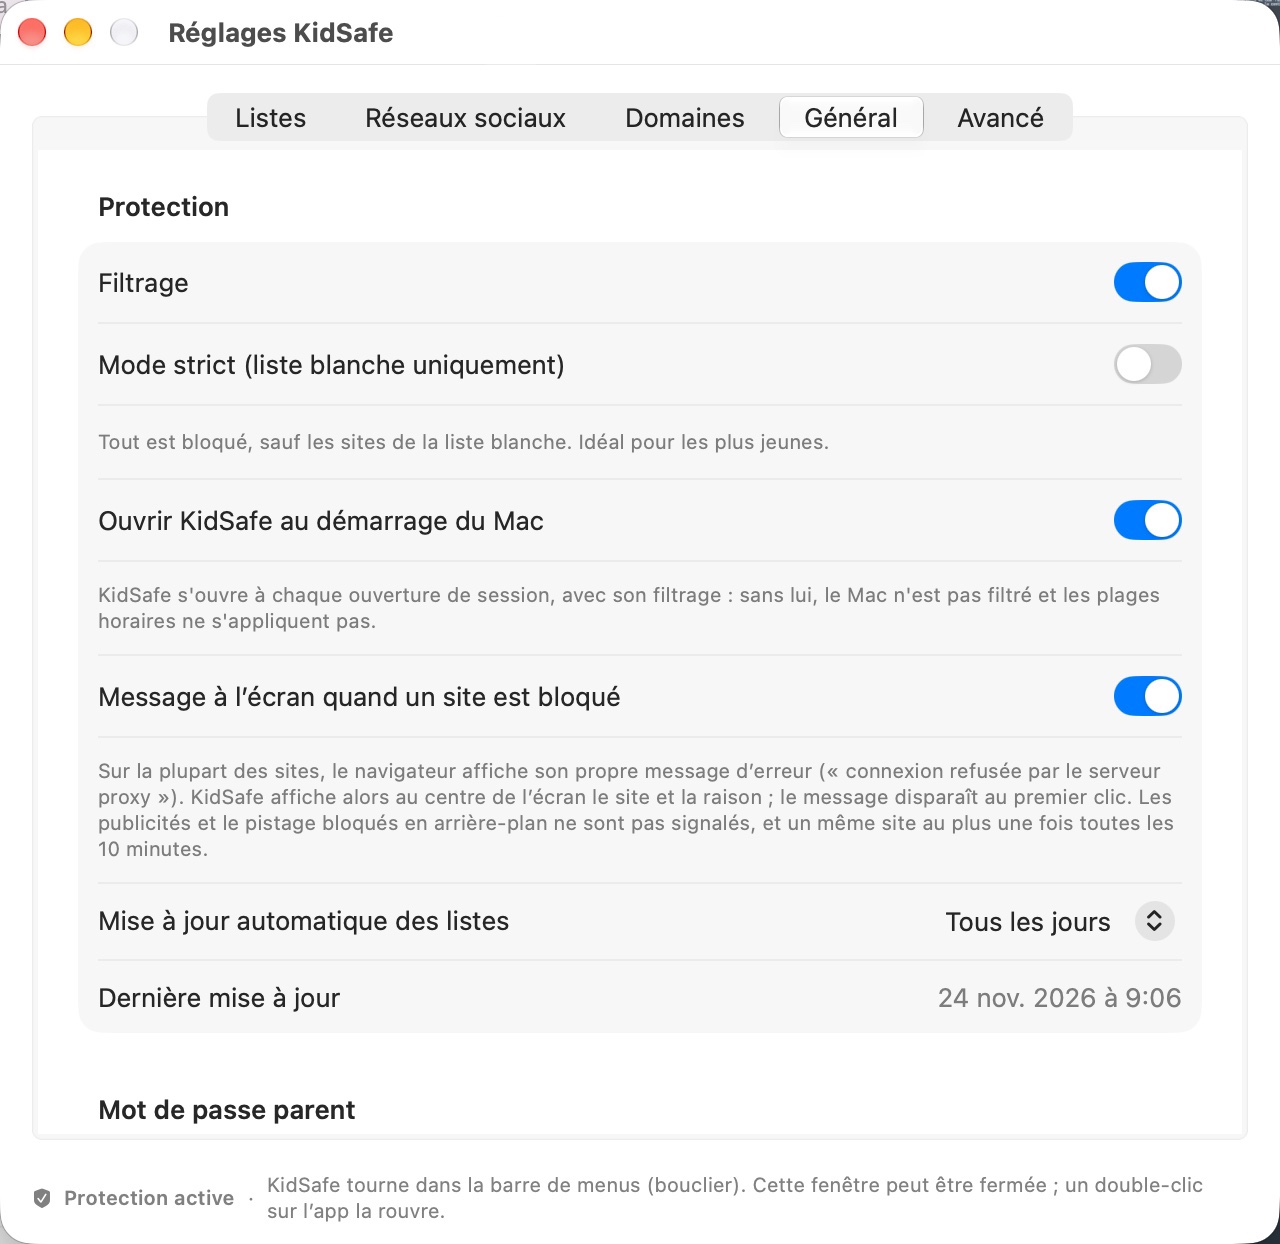 Réglages KidSafe
Listes
Réseaux sociaux
Domaines
Général
Avancé
Protection
Filtrage
Mode strict (liste blanche uniquement)
Tout est bloqué, sauf les sites de la liste blanche. Idéal pour les plus jeunes.
Ouvrir KidSafe au démarrage du Mac
KidSafe s'ouvre à chaque ouverture de session, avec son filtrage : sans lui, le Mac n'est pas filtré et les plages
horaires ne s'appliquent pas.
Message à l’écran quand un site est bloqué
Sur la plupart des sites, le navigateur affiche son propre message d’erreur (« connexion refusée par le serveur
proxy »). KidSafe affiche alors au centre de l’écran le site et la raison ; le message disparaît au premier clic. Les
publicités et le pistage bloqués en arrière-plan ne sont pas signalés, et un même site au plus une fois toutes les
10 minutes.
Mise à jour automatique des listes
Tous les jours
Dernière mise à jour
24 nov. 2026 à 9:06
Mot de passe parent
Protection active ·
KidSafe tourne dans la barre de menus (bouclier). Cette fenêtre peut être fermée ; un double-clic
sur l’app la rouvre.